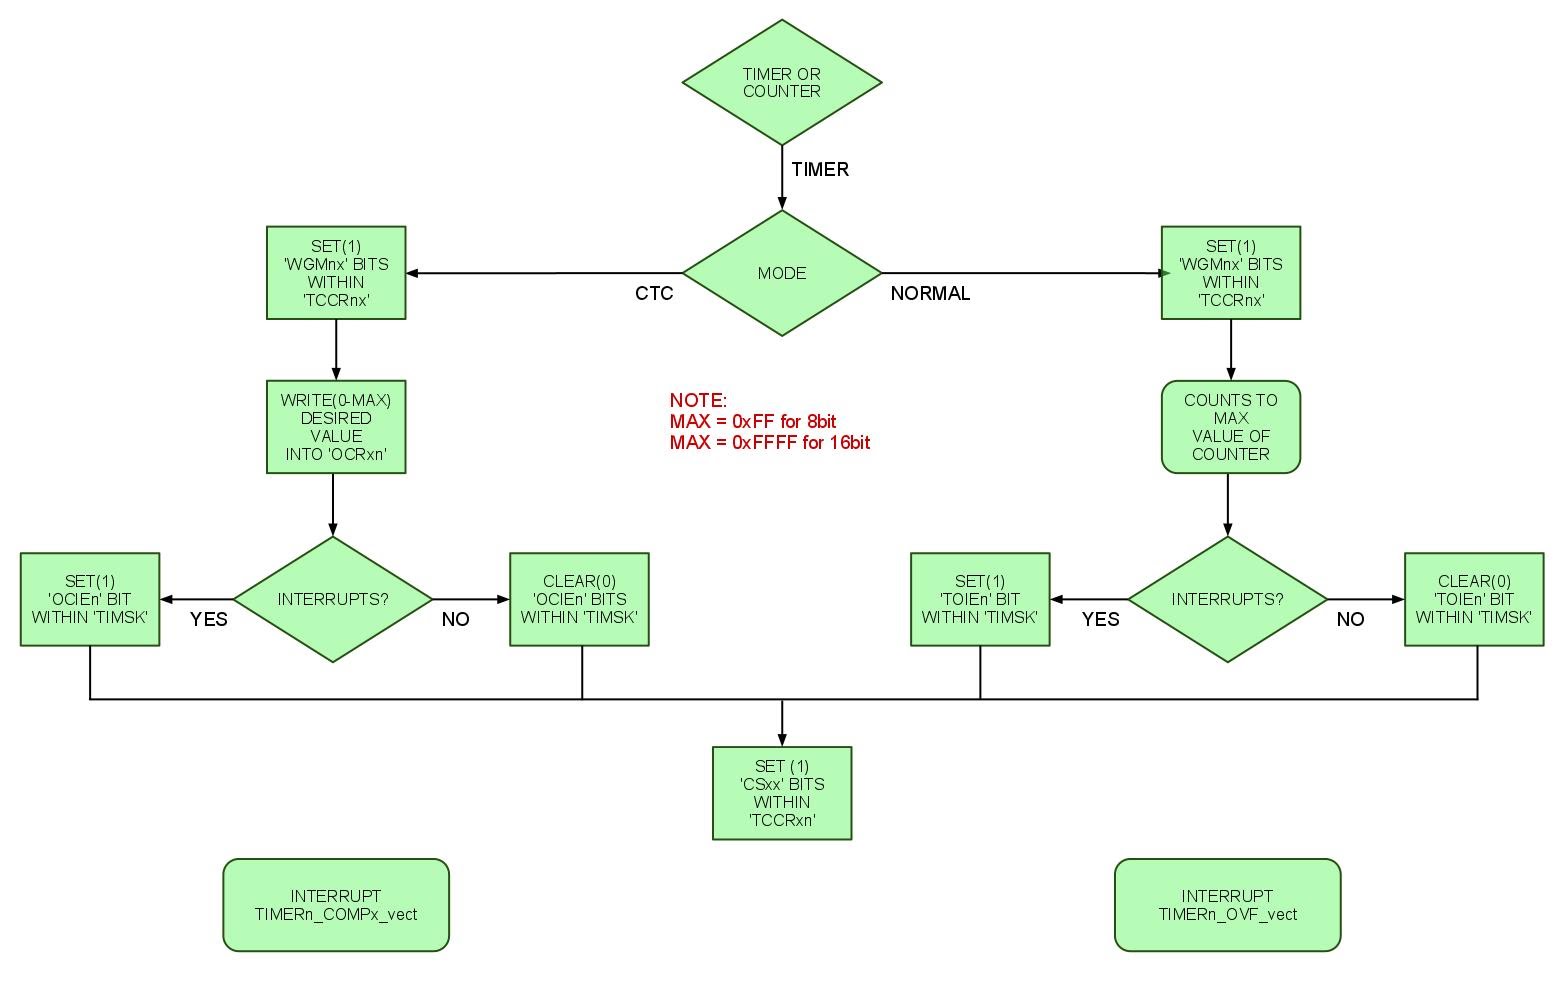 TIMER OR
COUNTER
TIMER
SET(1)
'WGMnx' BITS
WITHIN
'TCCRnx'
MODE
CTC
NORMAL
SET(1)
'WGMnx' BITS
WITHIN
'TCCRnx'
WRITE(0-MAX)
DESIRED
VALUE
INTO 'OCRxn'
NOTE:
MAX = 0xFF for 8bit
MAX = 0xFFFF for 16bit
COUNTS TO
MAX
VALUE OF
COUNTER
SET(1)
'OCIEn' BIT
WITHIN 'TIMSK'
YES
INTERRUPTS?
NO
CLEAR(0)
'OCIEn' BITS
WITHIN 'TIMSK'
SET(1)
'TOIEn' BIT
WITHIN 'TIMSK'
YES
INTERRUPTS?
NO
CLEAR(0)
'TOIEn' BIT
WITHIN 'TIMSK'
SET (1)
'CSxx' BITS
WITHIN
'TCCRxn'
INTERRUPT
TIMERn_COMPx_vect
INTERRUPT
TIMERn_OVF_vect